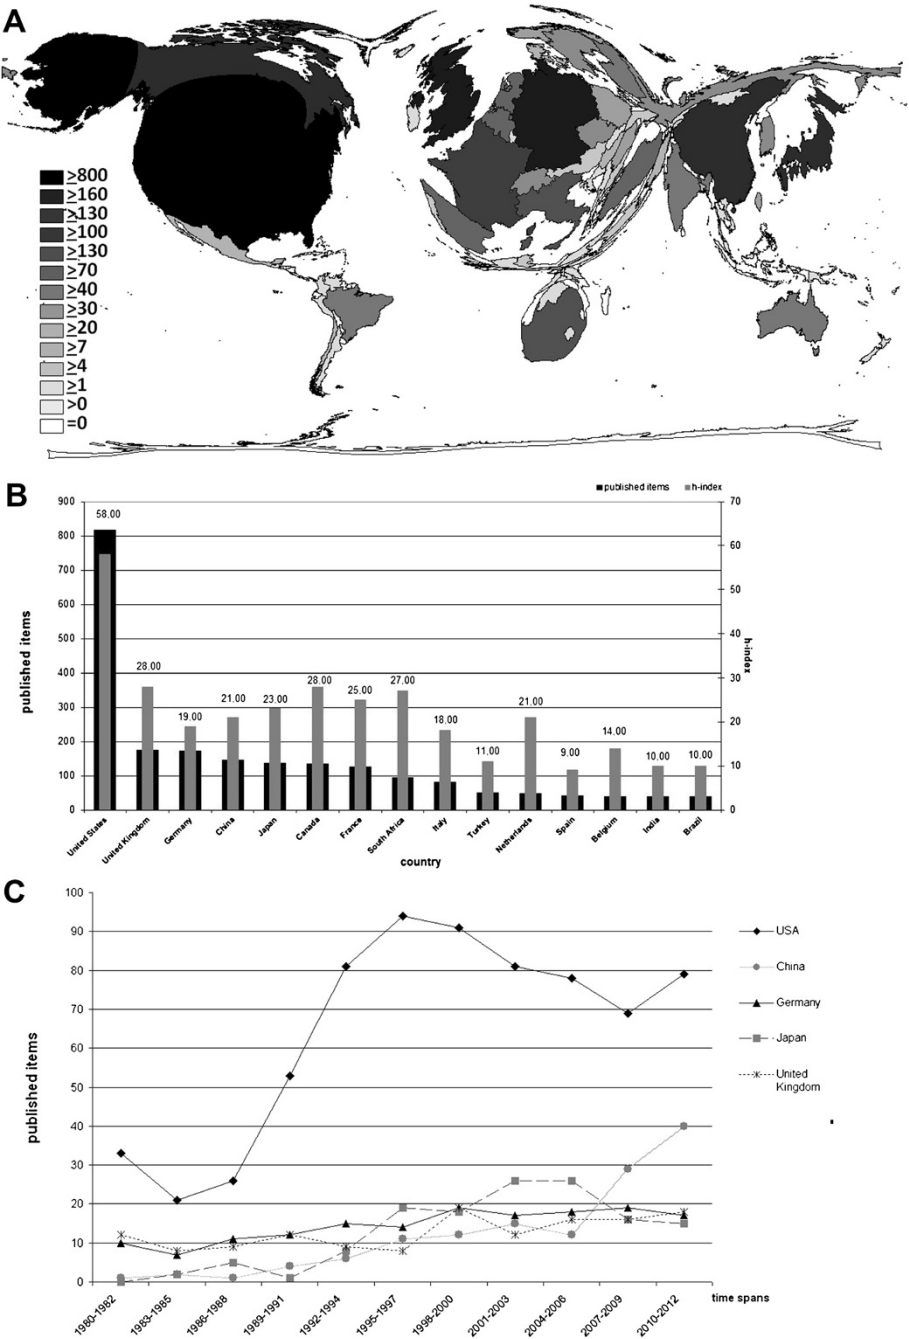 A
≥800
≥160
≥130
≥100
≥130
≥70
≥40
≥30
≥20
≥7
≥4
≥1
>0
=0
B
published items h-index
900 70
58.00
800
60
700
50
600
500
40
400
28.00 28.00 27.00
25.00
30
300
23.00
21.00 21.00
19.00
18.00
20
200
14.00
11.00
10,00 10.00
9.00
10
100
0 0
published items
h-index
United States
United Kingdom
Germany
China
Japan
Canada
France
South Africa
Italy
Turkey
Netherlands
Spain
Belgium
India
Brazil
country
C
100
90
80
70
60
50
40
30
20
10
0
published items
USA
China
Germany
Japan
United
Kingdom
time spans
1980-1982
1983-1985
1986-1988
1989-1991
1992-1994
1995-1997
1998-2000
2001-2003
2004-2006
2007-2009
2010-2012